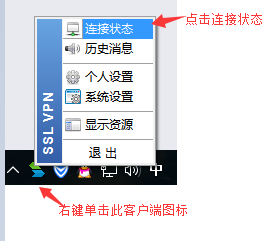 连接状态
点击连接状态
历史消息
个人设置
系统设置
显示资源
退 出
SSL VPN
中
右键单击此客户端图标